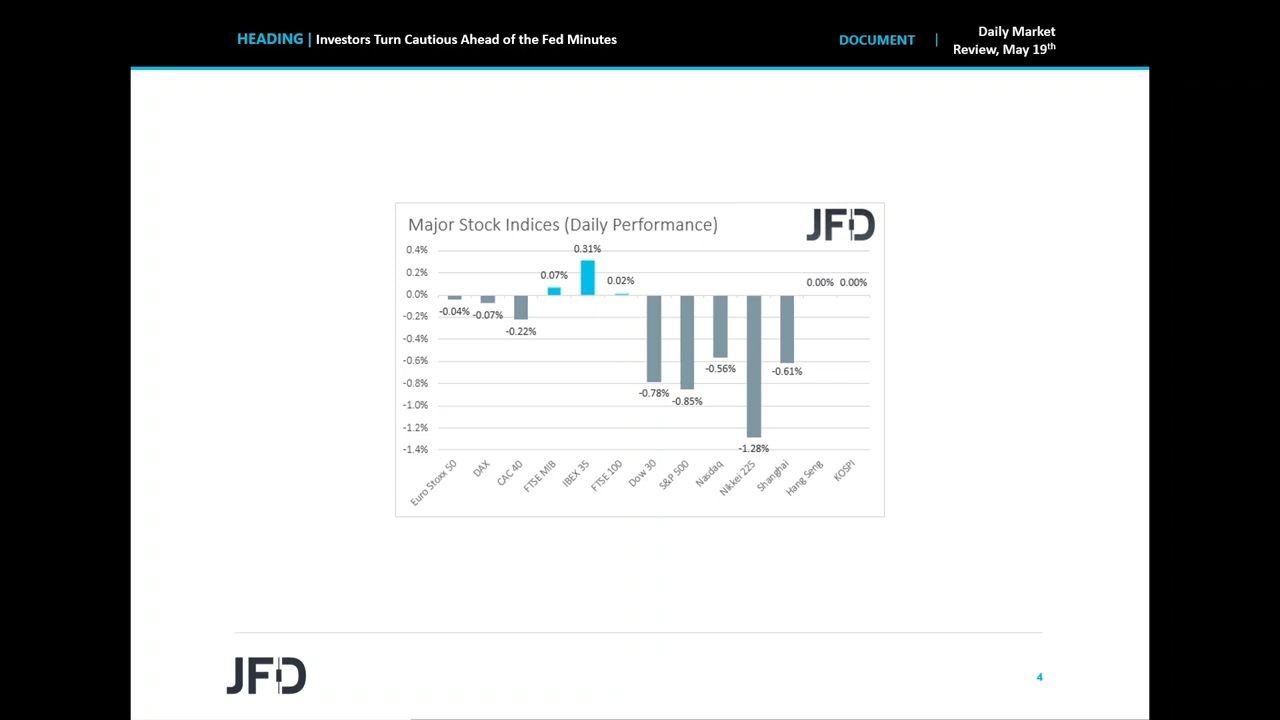 HEADING | Investors Turn Cautious Ahead of the Fed Minutes
DOCUMENT |
Daily Market
Review, May 19th
Major Stock Indices (Daily Performance)
JFD
0.4%
0.2%
0.0%
-0.2%
-0.4%
-0.6%
-0.8%
-1.0%
-1.2%
-1.4%
-0.04%
-0.07%
-0.22%
0.07%
0.31%
0.02%
-0.78%
-0.85%
-0.56%
-1.28%
-0.61%
0.00%
0.00%
Euro Stoxx 50
DAX
CAC 40
FTSE MIB
IBEX 35
FTSE 100
Dow 30
S&P 500
Nasdaq
Nikkei 225
Shanghai
Hang Seng
KOSPI
JFD
4